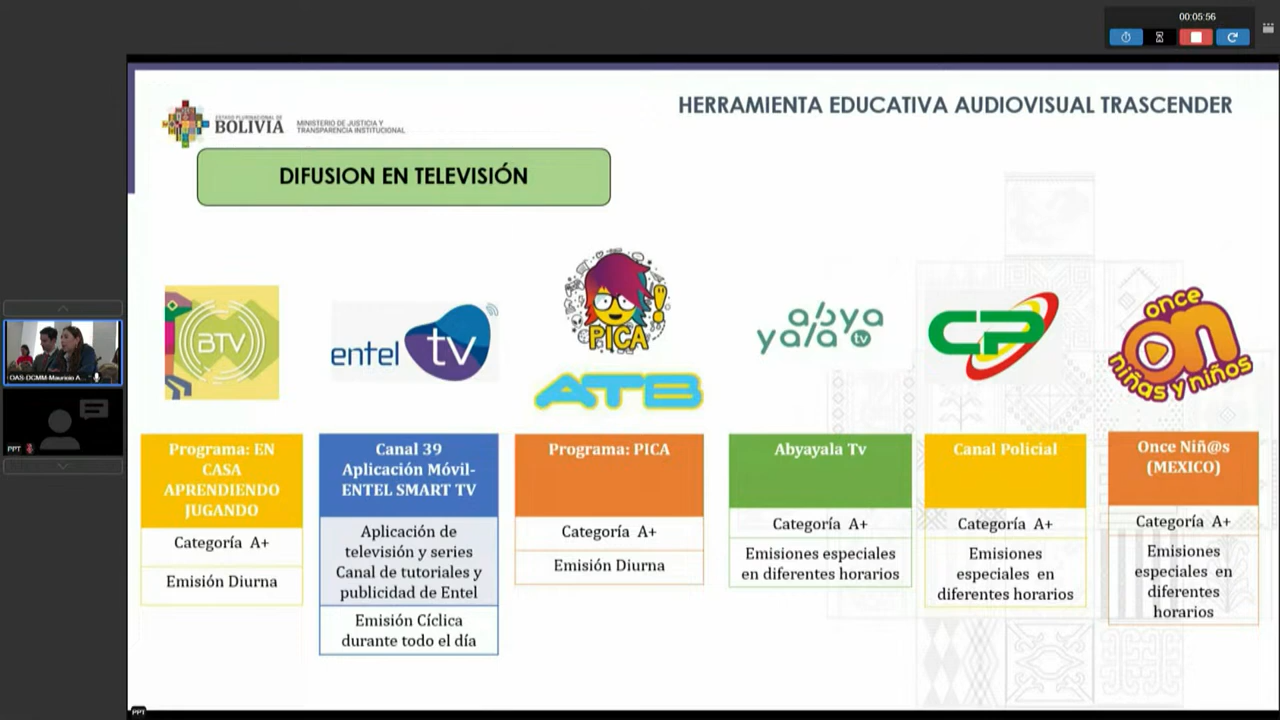 00:05:56
HERRAMIENTA EDUCATIVA AUDIOVISUAL TRASCENDER
ESTADO PLURINACIONAL DE
BOLIVIA
MINISTERIO DE JUSTICIA Y
TRANSPARENCIA INSTITUCIONAL
DIFUSION EN TELEVISIÓN
BTV
entel tv
PICA
ATB
abya
yala tv
CP
once
on
niñas y niños
OAS-DCMM-Mauricio A...
PPT
Programa: EN
CASA
APRENDIENDO
JUGANDO
Categoría A+
Emisión Diurna
Canal 39
Aplicación Móvil-
ENTEL SMART TV
Aplicación de
televisión y series
Canal de tutoriales y
publicidad de Entel
Emisión Cíclica
durante todo el día
Programa: PICA
Categoría A+
Emisión Diurna
Abyayala Tv
Categoría A+
Emisiones especiales
en diferentes horarios
Canal Policial
Categoría A+
Emisiones
especiales en
diferentes horarios
Once Niñ@s
(MEXICO)
Categoría A+
Emisiones
especiales en
diferentes
horarios
PPT